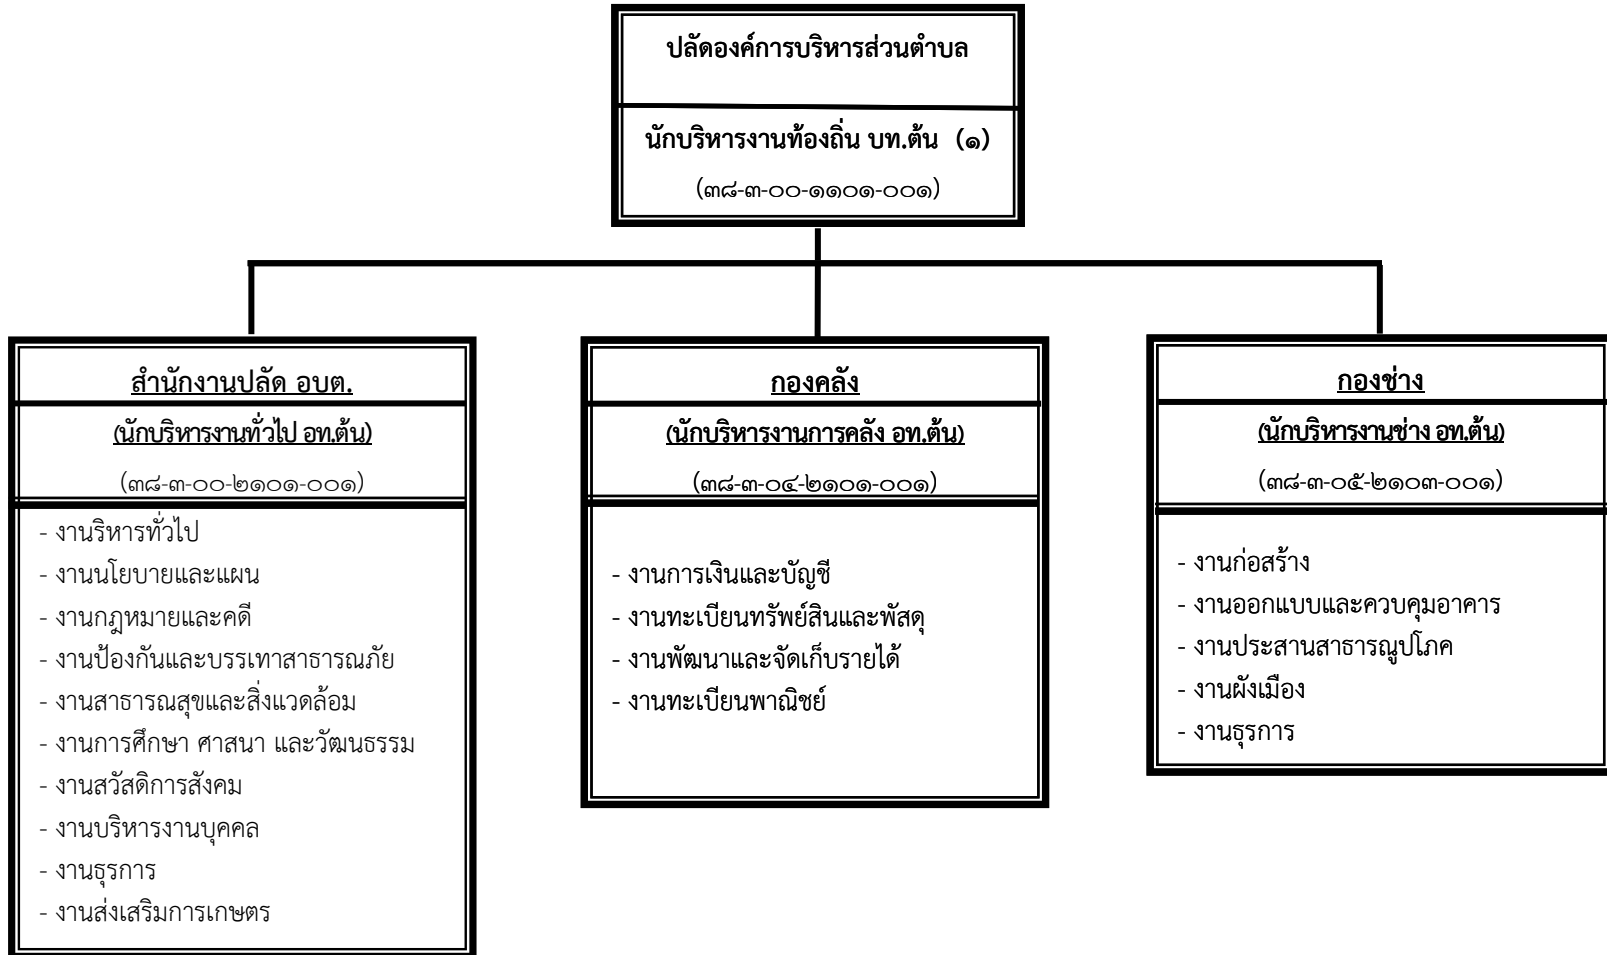 ปลัดองค์การบริหารส่วนตำบล
นักบริหารงานท้องถิ่น บท.ต้น (๑)
(๓๘-๓-๐๐-๑๑๐๑-๐๐๑)
สำนักงานปลัด อบต.
(นักบริหารงานทั่วไป อท.ต้น)
(๓๘-๓-๐๐-๒๑๐๑-๐๐๑)
- งานริหารทั่วไป
- งานนโยบายและแผน
- งานกฎหมายและคดี
- งานป้องกันและบรรเทาสาธารณภัย
- งานสาธารณสุขและสิ่งแวดล้อม
- งานการศึกษา ศาสนา และวัฒนธรรม
- งานสวัสดิการสังคม
- งานบริหารงานบุคคล
- งานธุรการ
- งานส่งเสริมการเกษตร
กองคลัง
(นักบริหารงานการคลัง อท.ต้น)
(๓๘-๓-๐๔-๒๑๐๑-๐๐๑)
- งานการเงินและบัญชี
- งานทะเบียนทรัพย์สินและพัสดุ
- งานพัฒนาและจัดเก็บรายได้
- งานทะเบียนพาณิชย์
กองช่าง
(นักบริหารงานช่าง อท.ต้น)
(๓๘-๓-๐๕-๒๑๐๓-๐๐๑)
- งานก่อสร้าง
- งานออกแบบและควบคุมอาคาร
- งานประสานสาธารณูปโภค
- งานผังเมือง
- งานธุรการ